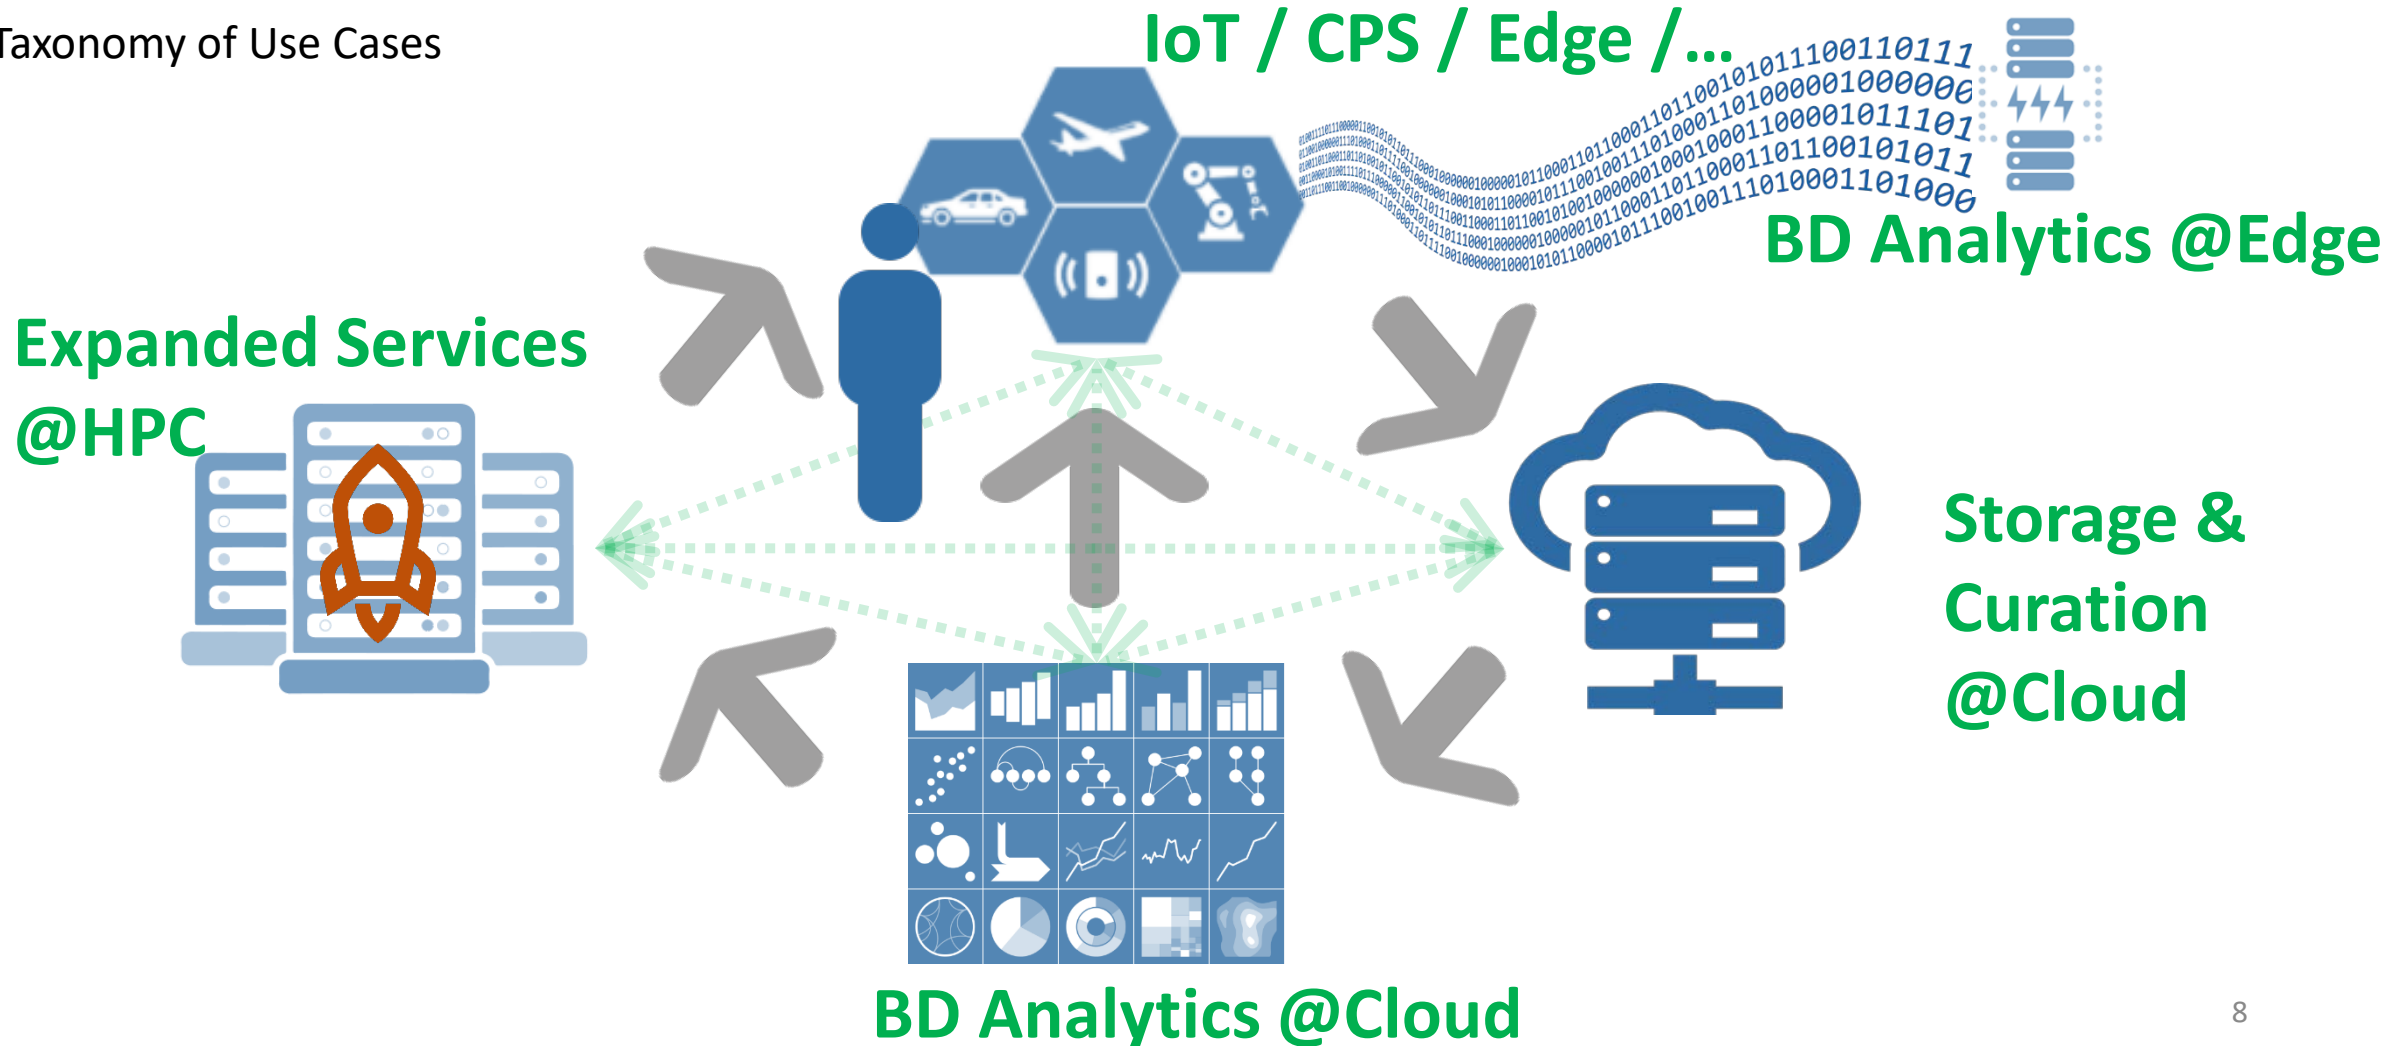 Taxonomy of Use Cases
IoT / CPS / Edge /...
BD Analytics @Edge
Expanded Services
@HPC
Storage &
Curation
@Cloud
BD Analytics @Cloud
8